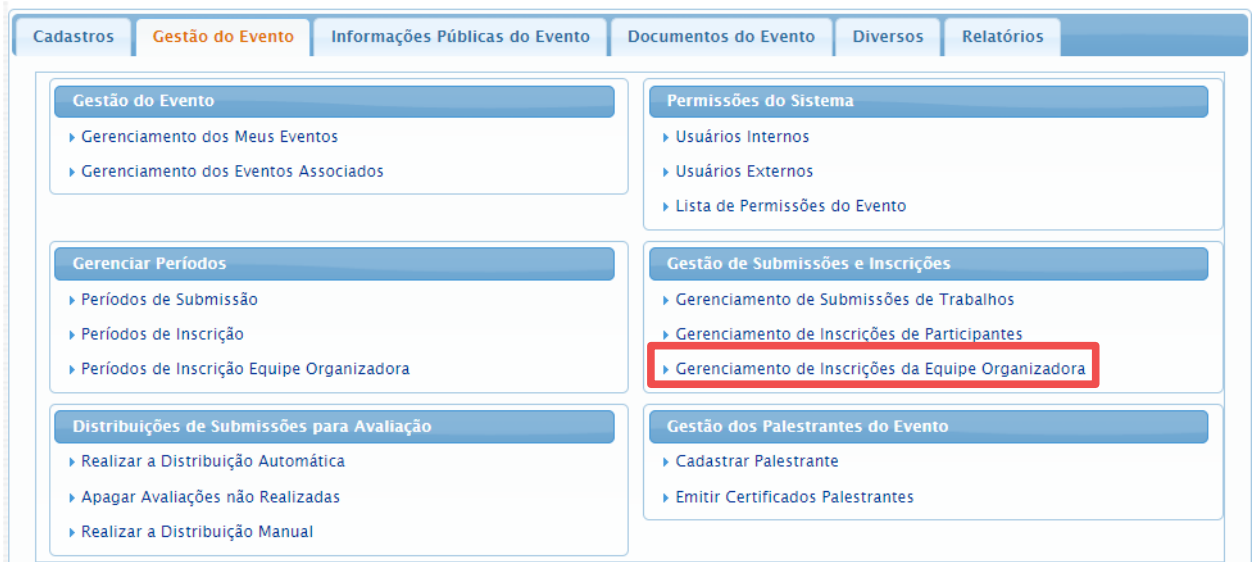 Cadastros
Gestão do Evento
Informações Públicas do Evento
Documentos do Evento
Diversos
Relatórios
Gestão do Evento
Gerenciamento dos Meus Eventos
Gerenciamento dos Eventos Associados
Permissões do Sistema
Usuários Internos
Usuários Externos
Lista de Permissões do Evento
Gerenciar Períodos
Períodos de Submissão
Períodos de Inscrição
Períodos de Inscrição Equipe Organizadora
Gestão de Submissões e Inscrições
Gerenciamento de Submissões de Trabalhos
Gerenciamento de Inscrições de Participantes
Gerenciamento de Inscrições da Equipe Organizadora
Distribuições de Submissões para Avaliação
Realizar a Distribuição Automática
Apagar Avaliações não Realizadas
Realizar a Distribuição Manual
Gestão dos Palestrantes do Evento
Cadastrar Palestrante
Emitir Certificados Palestrantes